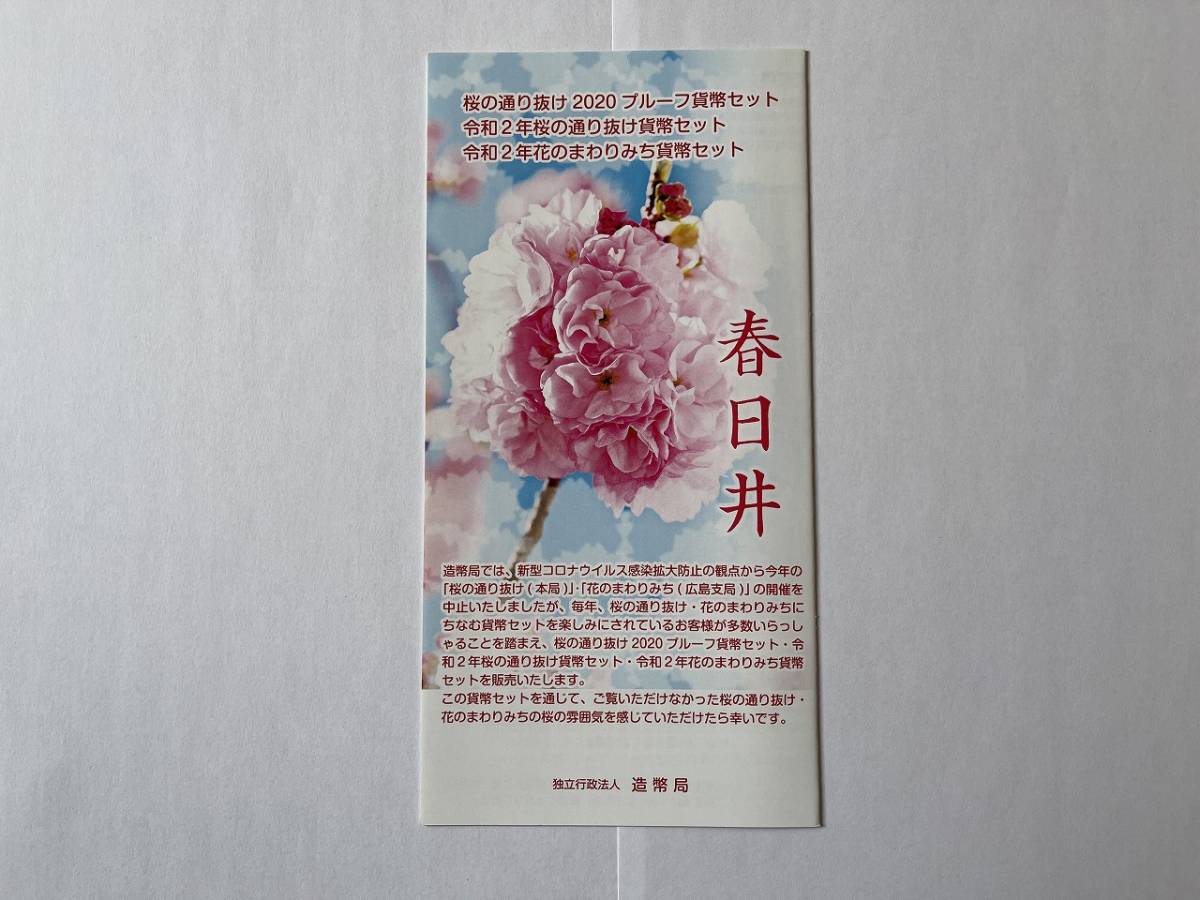 桜の通り抜け 2020 プルーフ貨幣セット
令和２年桜の通り抜け貨幣セット
令和２年花のまわりみち貨幣セット
春日井
造幣局では、新型コロナウイルス感染拡大防止の観点から今年の
「桜の通り抜け(本局)」・「花のまわりみち(広島支局)」の開催を
中止いたしましたが、毎年、桜の通り抜け・花のまわりみちに
ちなむ貨幣セットを楽しみにされているお客様が多数いらっし
ゃることを踏まえ、桜の通り抜け 2020 プルーフ貨幣セット・令
和２年桜の通り抜け貨幣セット・令和２年花のまわりみち貨幣
セットを販売いたします。
この貨幣セットを通じて、ご覧いただけなかった桜の通り抜け・
花のまわりみちの桜の雰囲気を感じていただけたら幸いです。
独立行政法人 造幣局